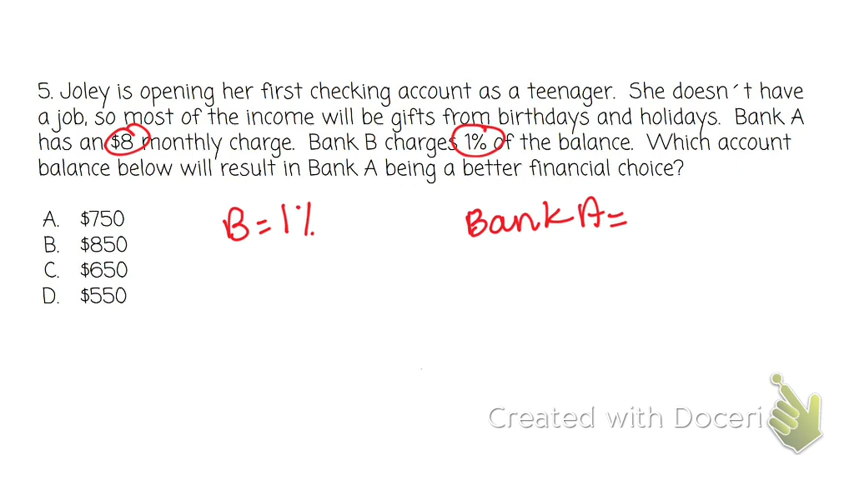 5. Joley is opening her first checking account as a teenager. She doesn´t have
a job, so most of the income will be gifts from birthdays and holidays. Bank A
has an $8 monthly charge. Bank B charges 1% of the balance. Which account
balance below will result in Bank A being a better financial choice?
A. $750
B. $850
C. $650
D. $550
B = 1%
Bank A =
Created with Doceri